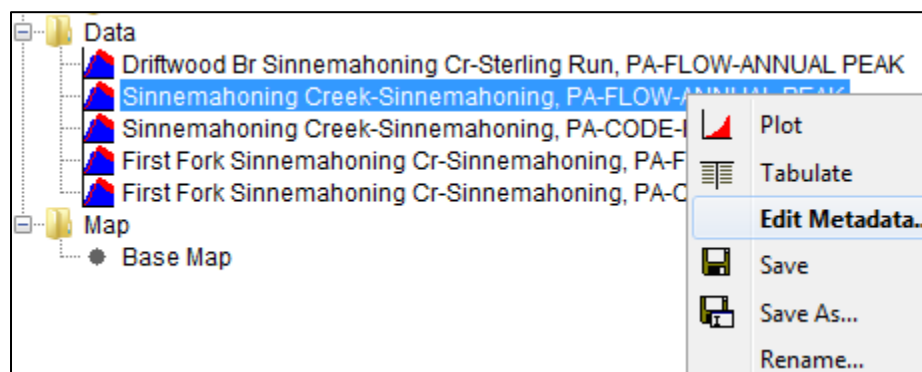 Data
Driftwood Br Sinnemahoning Cr-Sterling Run, PA-FLOW-ANNUAL PEAK
Sinnemahoning Creek-Sinnemahoning, PA-FLOW-ANNUAL PEAK
Sinnemahoning Creek-Sinnemahoning, PA-CODE-
First Fork Sinnemahoning Cr-Sinnemahoning, PA-F
First Fork Sinnemahoning Cr-Sinnemahoning, PA-C
Map
Base Map
Plot
Tabulate
Edit Metadata..
Save
Save As...
Rename...